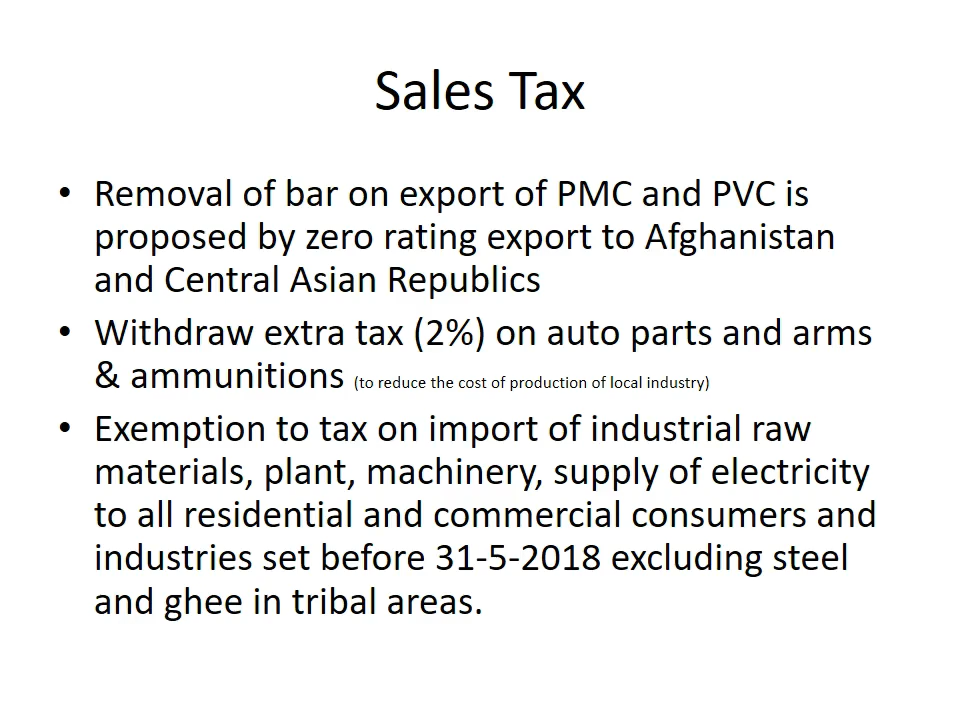 Sales Tax
• Removal of bar on export of PMC and PVC is
proposed by zero rating export to Afghanistan
and Central Asian Republics
• Withdraw extra tax (2%) on auto parts and arms
& ammunitions (to reduce the cost of production of local industry)
• Exemption to tax on import of industrial raw
materials, plant, machinery, supply of electricity
to all residential and commercial consumers and
industries set before 31-5-2018 excluding steel
and ghee in tribal areas.